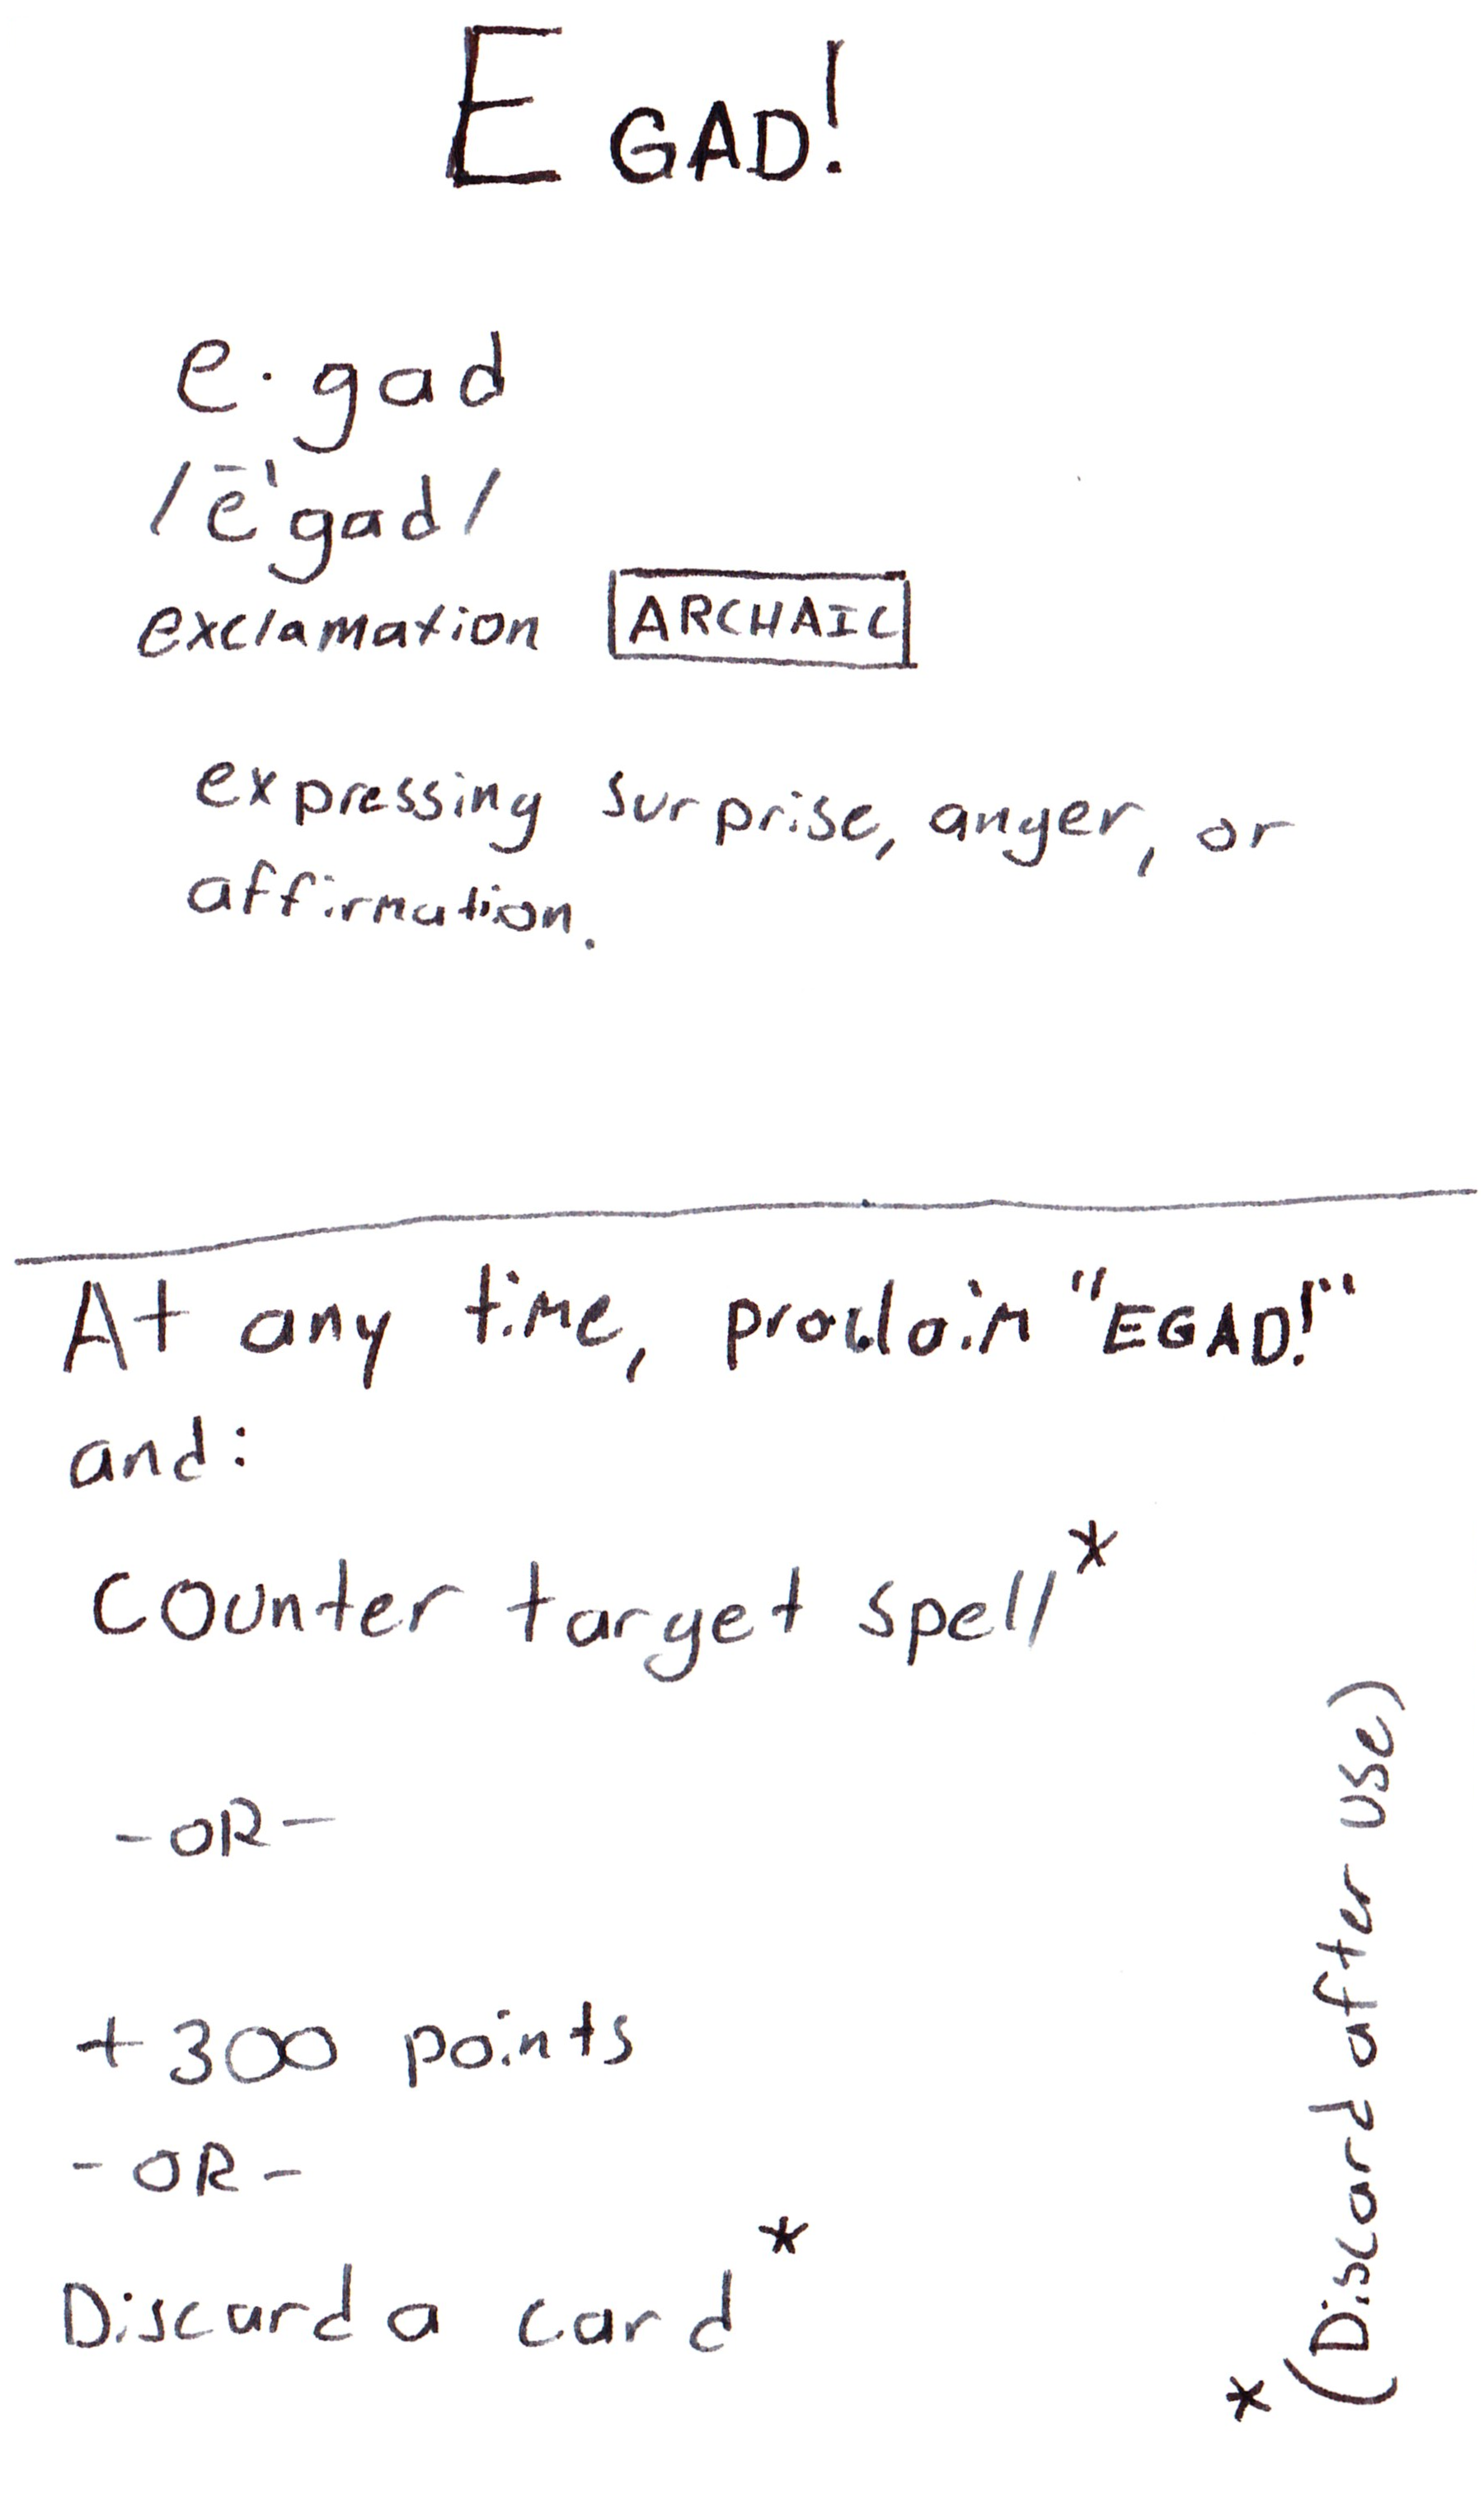 EGAD!
e·gad
/ēˈgad/
exclamation ARCHAIC
expressing surprise, anger, or
affirmation.
At any time, proclaim "EGAD!"
and:
Counter target spell*
-OR-
+300 points
-OR-
Discard a card*
*(Discard after use)